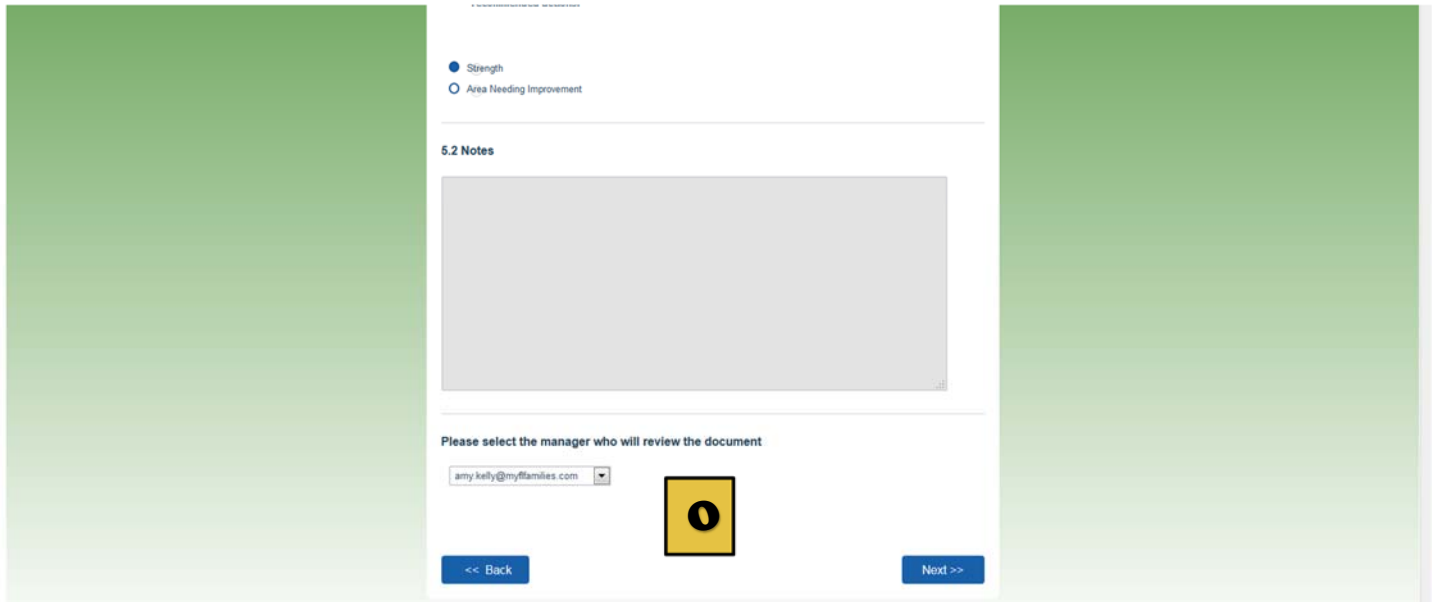 Strength
Area Needing Improvement
5.2 Notes
Please select the manager who will review the document
amy.kelly@myflfamilies.com
O
<< Back
Next >>